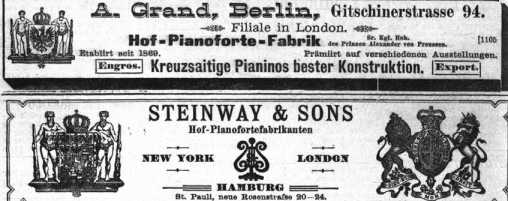 A. Grand, Berlin, Gitschinerstrasse 94.
Filiale in London.
Hof-Pianoforte-Fabrik Sr. Kgl. Hoh. des Prinzen Alexander von Preussen. [1105
Etablirt seit 1869. Prämiirt auf verschiedenen Ausstellungen.
Engros. Kreuzsaitige Pianinos bester Konstruktion. Export.
STEINWAY & SONS
Hof-Pianofortefabrikanten
NEW YORK LONDON
HAMBURG
St. Pauli, neue Rosenstraße 20—24.